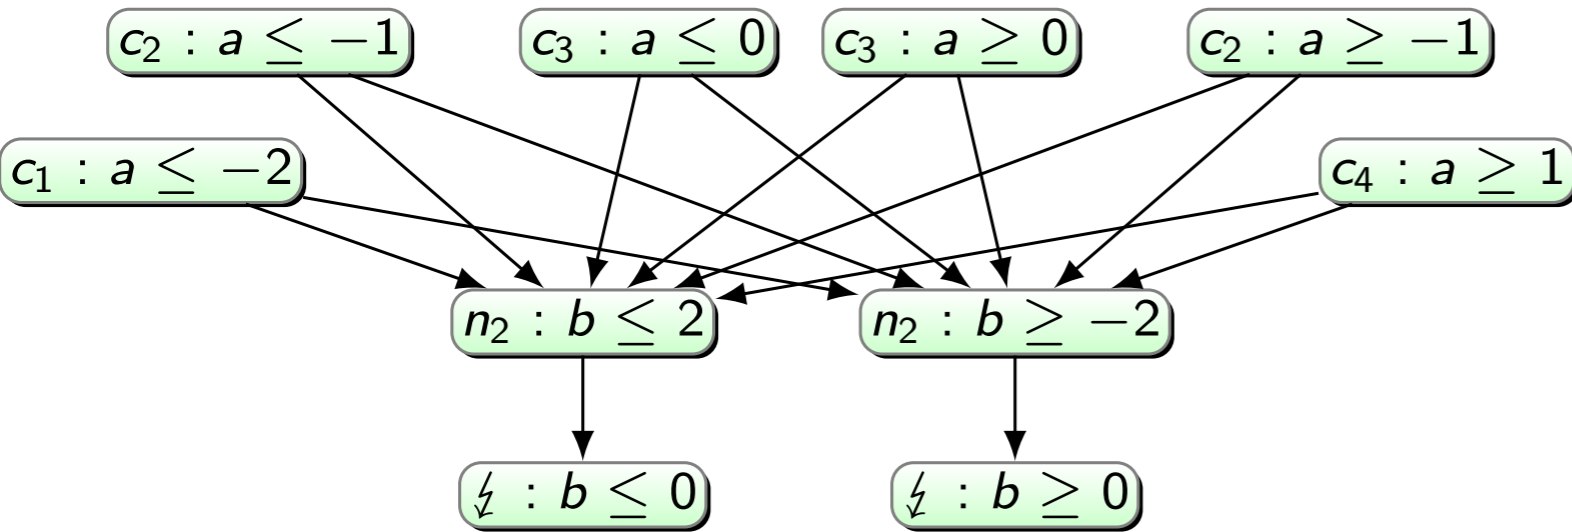 c₂ : a ≤ −1
c₃ : a ≤ 0
c₃ : a ≥ 0
c₂ : a ≥ −1
c₁ : a ≤ −2
c₄ : a ≥ 1
n₂ : b ≤ 2
n₂ : b ≥ −2
↯ : b ≤ 0
↯ : b ≥ 0